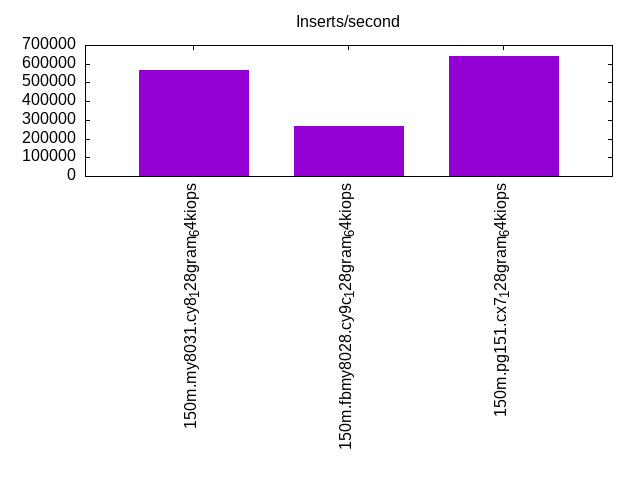 Inserts/second
700000
600000
500000
400000
300000
200000
100000
0
150m.my8031.cy8₁28gram₆4kiops
150m.fbmy8028.cy9c₁28gram₆4kiops
150m.pg151.cx7₁28gram₆4kiops